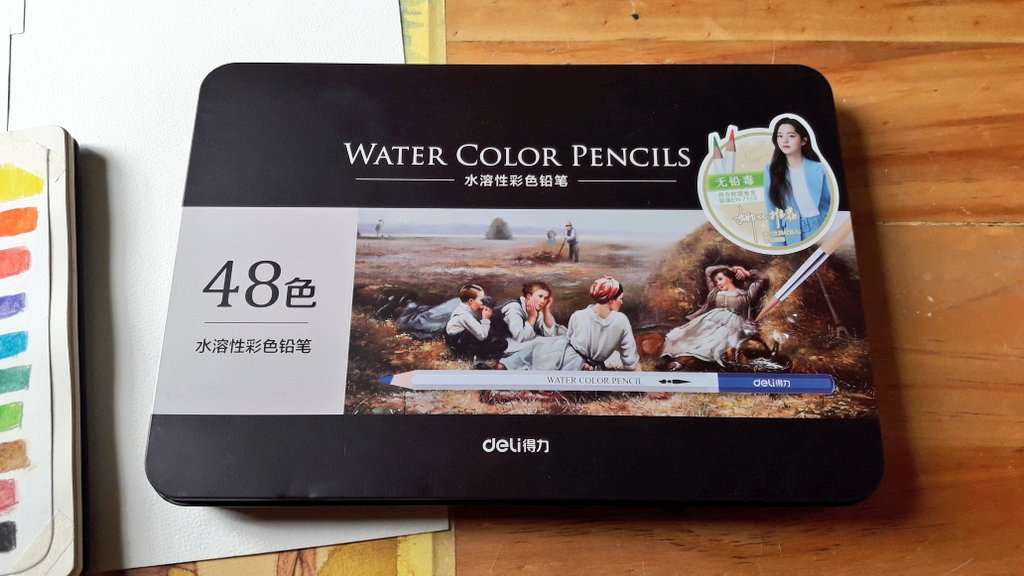 WATER COLOR PENCILS
水溶性彩色铅笔
无铅毒
48色
水溶性彩色铅笔
WATER COLOR PENCIL
deli得力
deli得力